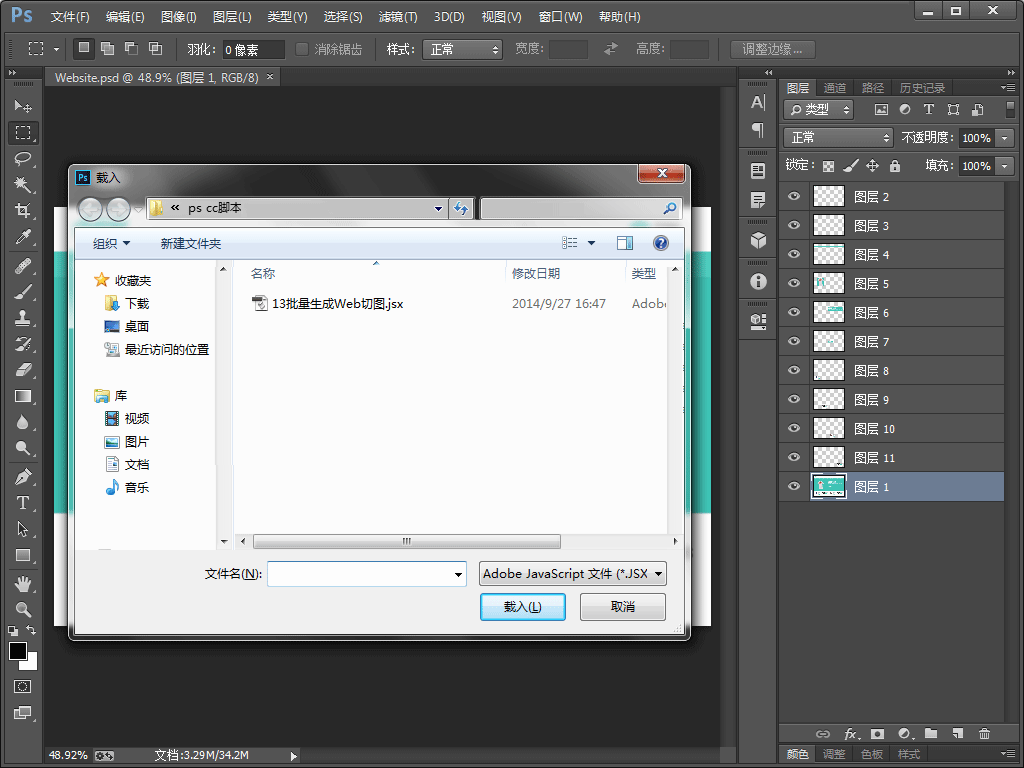 Ps 文件(F) 编辑(E) 图像(I) 图层(L) 类型(Y) 选择(S) 滤镜(T) 3D(D) 视图(V) 窗口(W) 帮助(H)
羽化: 0 像素 消除锯齿 样式: 正常 宽度: 高度: 调整边缘...
Website.psd @ 48.9% (图层 1, RGB/8) ×
Ps 载入
« ps cc脚本
组织 新建文件夹
收藏夹
下载
桌面
最近访问的位置
库
视频
图片
文档
音乐
名称 修改日期 类型
13批量生成Web切图.jsx 2014/9/27 16:47 Adobe
文件名(N): Adobe JavaScript 文件 (*.JSX
载入(L) 取消
图层 通道 路径 历史记录
类型
正常 不透明度: 100%
锁定: 填充: 100%
图层 2
图层 3
图层 4
图层 5
图层 6
图层 7
图层 8
图层 9
图层 10
图层 11
图层 1
fx
颜色 调整 色板 样式
48.92% 文档:3.29M/34.2M